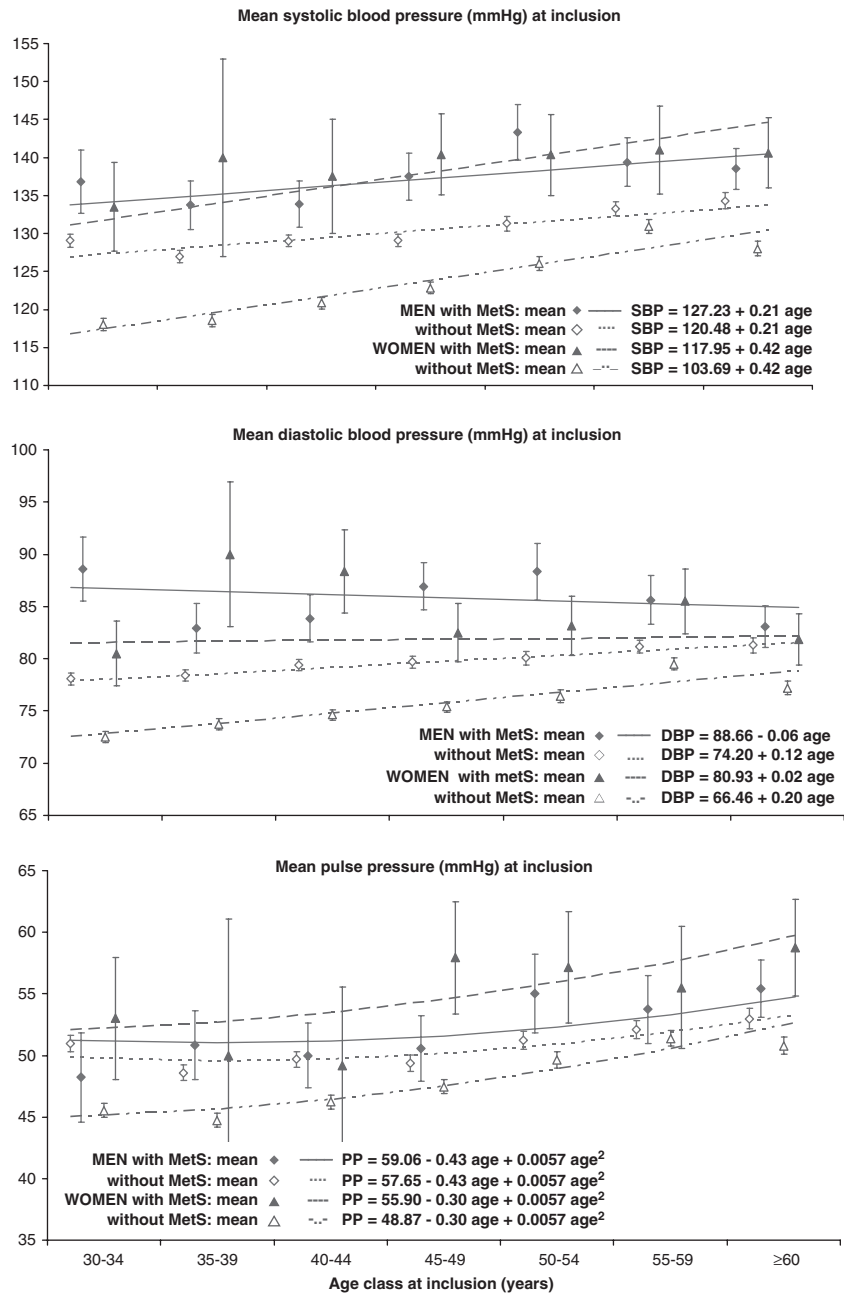 Mean systolic blood pressure (mmHg) at inclusion
155
150
145
140
135
130
125
120
115
110
MEN with MetS: mean SBP = 127.23 + 0.21 age
without MetS: mean SBP = 120.48 + 0.21 age
WOMEN with MetS: mean SBP = 117.95 + 0.42 age
without MetS: mean SBP = 103.69 + 0.42 age
Mean diastolic blood pressure (mmHg) at inclusion
100
95
90
85
80
75
70
65
MEN with MetS: mean DBP = 88.66 - 0.06 age
without MetS: mean DBP = 74.20 + 0.12 age
WOMEN with metS: mean DBP = 80.93 + 0.02 age
without MetS: mean DBP = 66.46 + 0.20 age
Mean pulse pressure (mmHg) at inclusion
65
60
55
50
45
40
35
MEN with MetS: mean PP = 59.06 - 0.43 age + 0.0057 age²
without MetS: mean PP = 57.65 - 0.43 age + 0.0057 age²
WOMEN with MetS: mean PP = 55.90 - 0.30 age + 0.0057 age²
without MetS: mean PP = 48.87 - 0.30 age + 0.0057 age²
30-34 35-39 40-44 45-49 50-54 55-59 ≥60
Age class at inclusion (years)